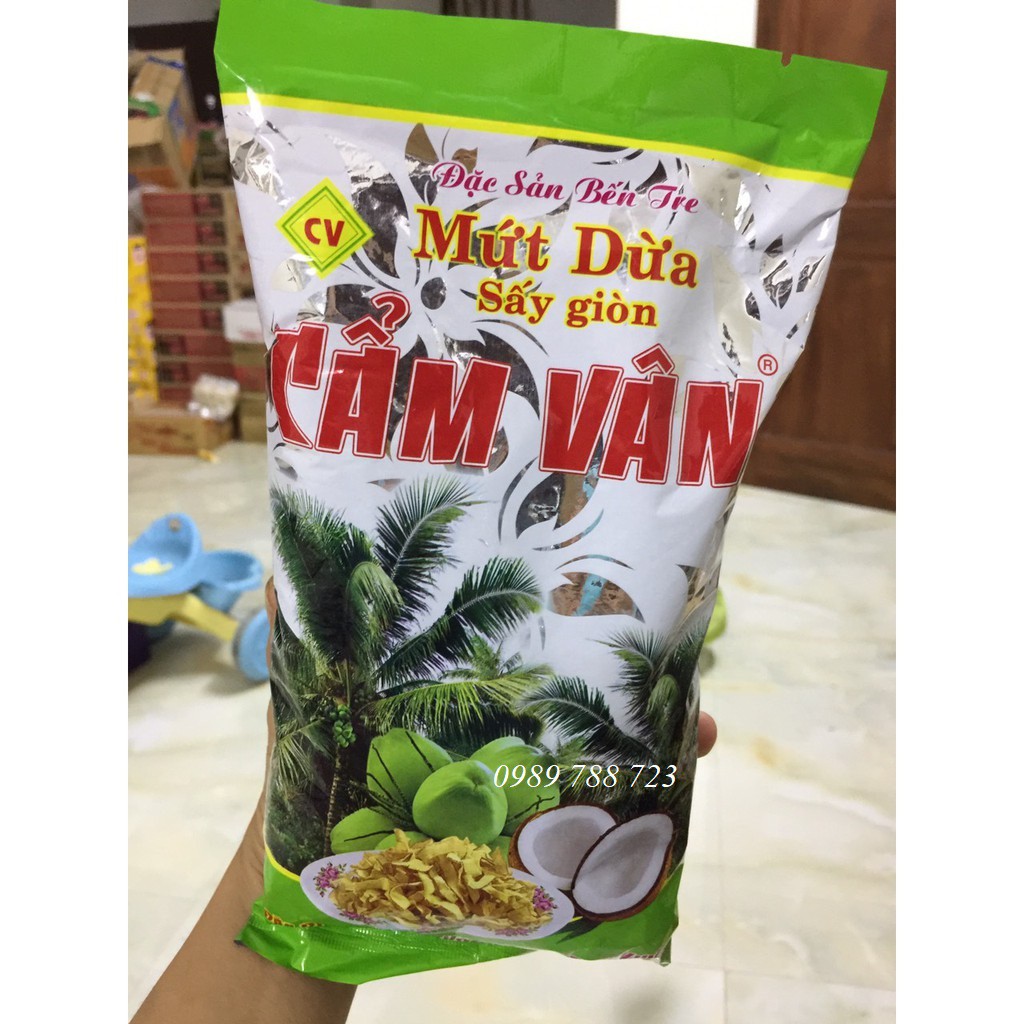 Đặc Sản Bến Tre
CV
Mứt Dừa
Sấy giòn
CẨM VÂN
®
0989 788 723